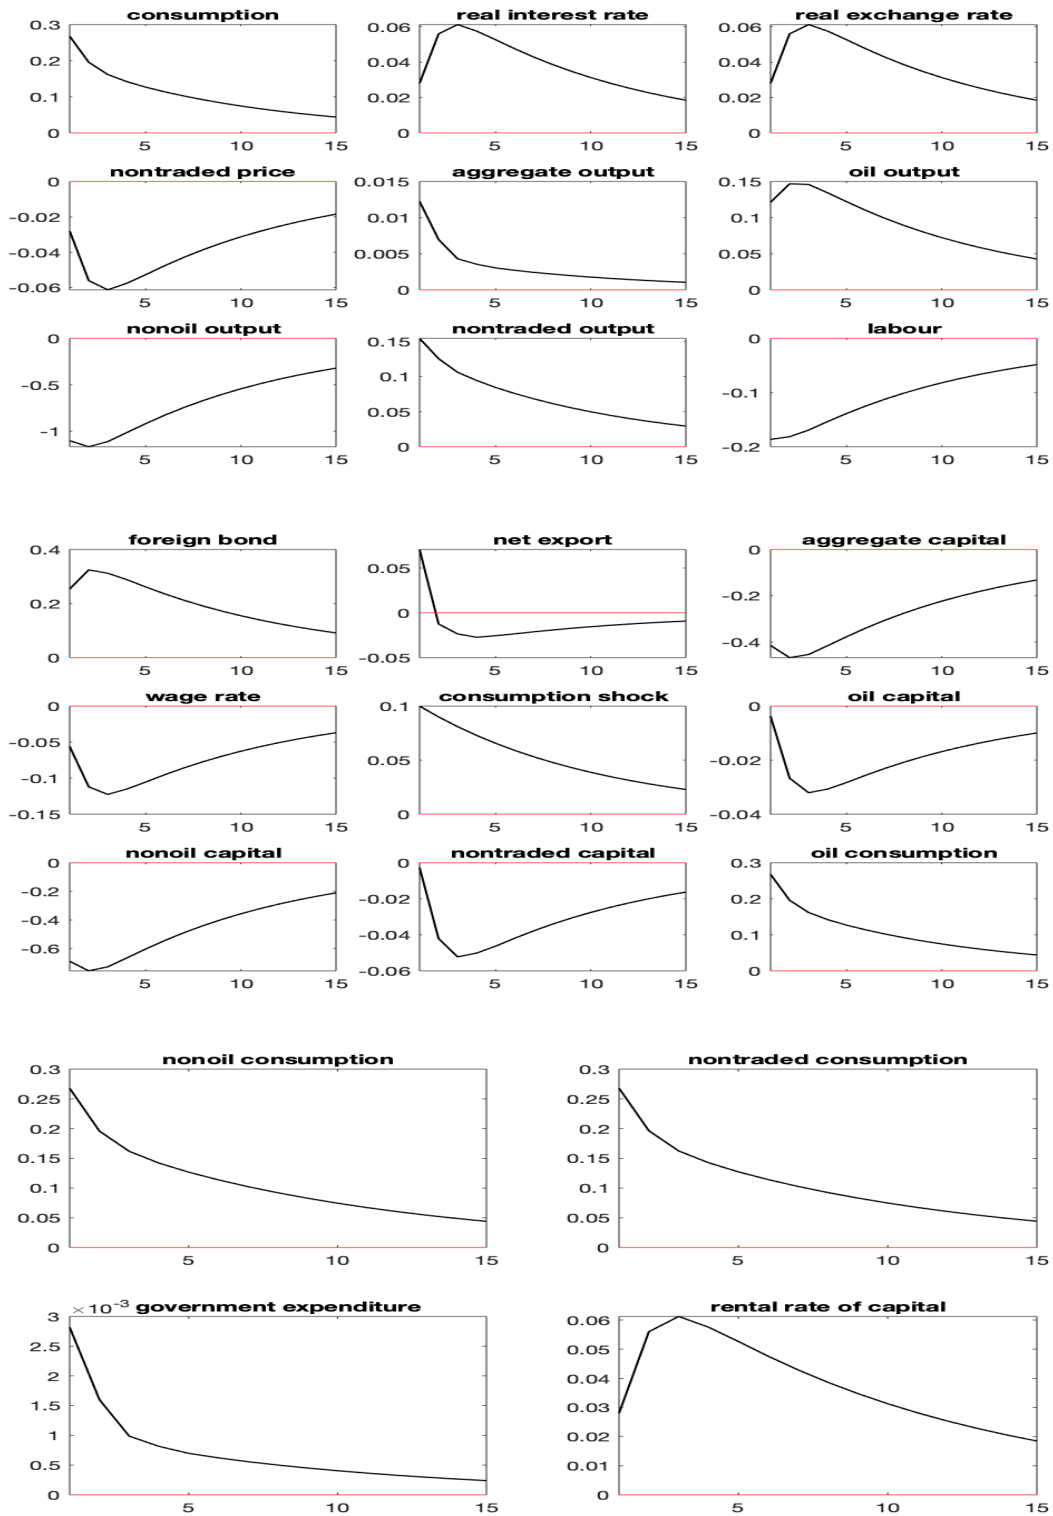 consumption real interest rate real exchange rate
0.3 0.2 0.1 0 5 10 15
0.06 0.04 0.02 0 5 10 15
0.06 0.04 0.02 0 5 10 15
nontraded price aggregate output oil output
0 -0.02 -0.04 -0.06 5 10 15
0.015 0.01 0.005 0 5 10 15
0.15 0.1 0.05 0 5 10 15
nonoil output nontraded output labour
0 -0.5 -1 5 10 15
0.15 0.1 0.05 0 5 10 15
0 -0.1 -0.2 5 10 15
foreign bond net export aggregate capital
0.4 0.2 0 5 10 15
0.05 0 -0.05 5 10 15
0 -0.2 -0.4 5 10 15
wage rate consumption shock oil capital
0 -0.05 -0.1 -0.15 5 10 15
0.1 0.05 0 5 10 15
0 -0.02 -0.04 5 10 15
nonoil capital nontraded capital oil consumption
0 -0.2 -0.4 -0.6 5 10 15
0 -0.02 -0.04 -0.06 5 10 15
0.3 0.2 0.1 0 5 10 15
nonoil consumption nontraded consumption
0.3 0.25 0.2 0.15 0.1 0.05 0 5 10 15
0.3 0.25 0.2 0.15 0.1 0.05 0 5 10 15
×10⁻³ government expenditure rental rate of capital
3 2.5 2 1.5 1 0.5 0 5 10 15
0.06 0.05 0.04 0.03 0.02 0.01 0 5 10 15